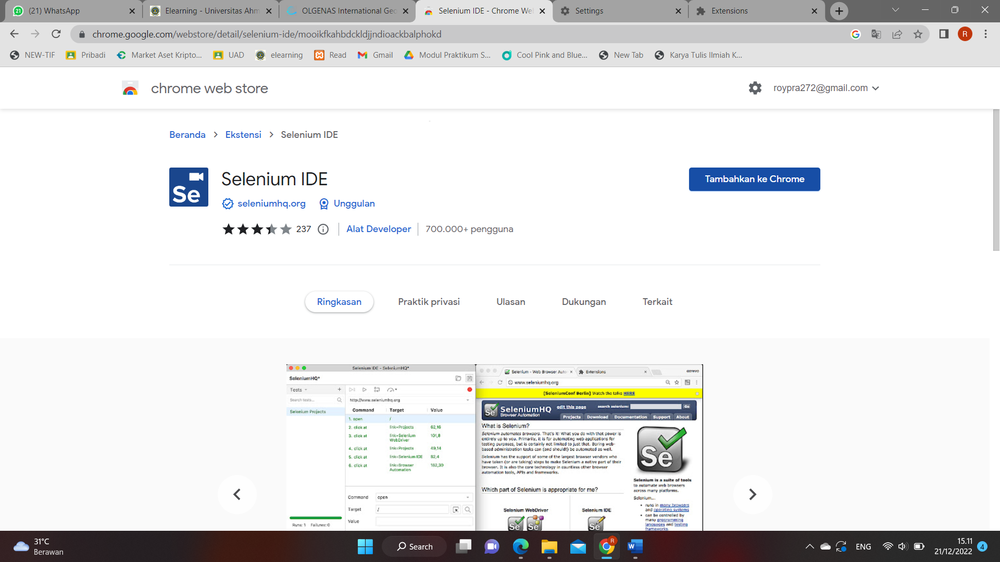 (21) WhatsApp
Elearning - Universitas Ahm
OLGENAS International Geo
Selenium IDE - Chrome Web
Settings
Extensions
chrome.google.com/webstore/detail/selenium-ide/mooikfkahbdckldjjndioackbalphokd
R
NEW-TIF
Pribadi
Market Aset Kripto...
UAD
elearning
Read
Gmail
Modul Praktikum S...
Cool Pink and Blue...
New Tab
Karya Tulis Ilmiah K...
chrome web store
roypra272@gmail.com
Beranda > Ekstensi > Selenium IDE
Se
Selenium IDE
Tambahkan ke Chrome
seleniumhq.org
Unggulan
237
Alat Developer
700.000+ pengguna
Ringkasan
Praktik privasi
Ulasan
Dukungan
Terkait
Selenium IDE - SeleniumHQ*
SeleniumHQ*
Tests
Search tests...
Selenium Projects
http://www.seleniumhq.org
Command Target Value
1. open /
2. click at link=Projects 62,16
3. click at link=Selenium WebDriver 101,8
4. click at link=Projects 49,14
5. click at link=Selenium IDE 82,4
6. click at link=Browser Automation 182,30
Command open
Target /
Value
Runs: 1 Failures: 0
Selenium - Web Browser Auto
Extensions
www.seleniumhq.org
[SeleniumConf Berlin] Watch the talks HERE
SeleniumHQ
Browser Automation
edit this page
search selenium:
Go
Projects Download Documentation Support About
What is Selenium?
Selenium automates browsers. That's it! What you do with that power is
entirely up to you. Primarily, it is for automating web applications for
testing purposes, but is certainly not limited to just that. Boring web-
based administration tasks can (and should!) be automated as well.
Selenium has the support of some of the largest browser vendors who
have taken (or are taking) steps to make Selenium a native part of their
browser. It is also the core technology in countless other browser
automation tools, APIs and frameworks.
Which part of Selenium is appropriate for me?
Selenium WebDriver
Selenium IDE
Se
Se
Se
Se
Selenium is a suite of tools
to automate web browsers
across many platforms.
Selenium...
runs in many browsers
and operating systems
can be controlled by
many programming
languages and testing
frameworks.
31°C
Berawan
Search
R
W
ENG
15.11
21/12/2022
4